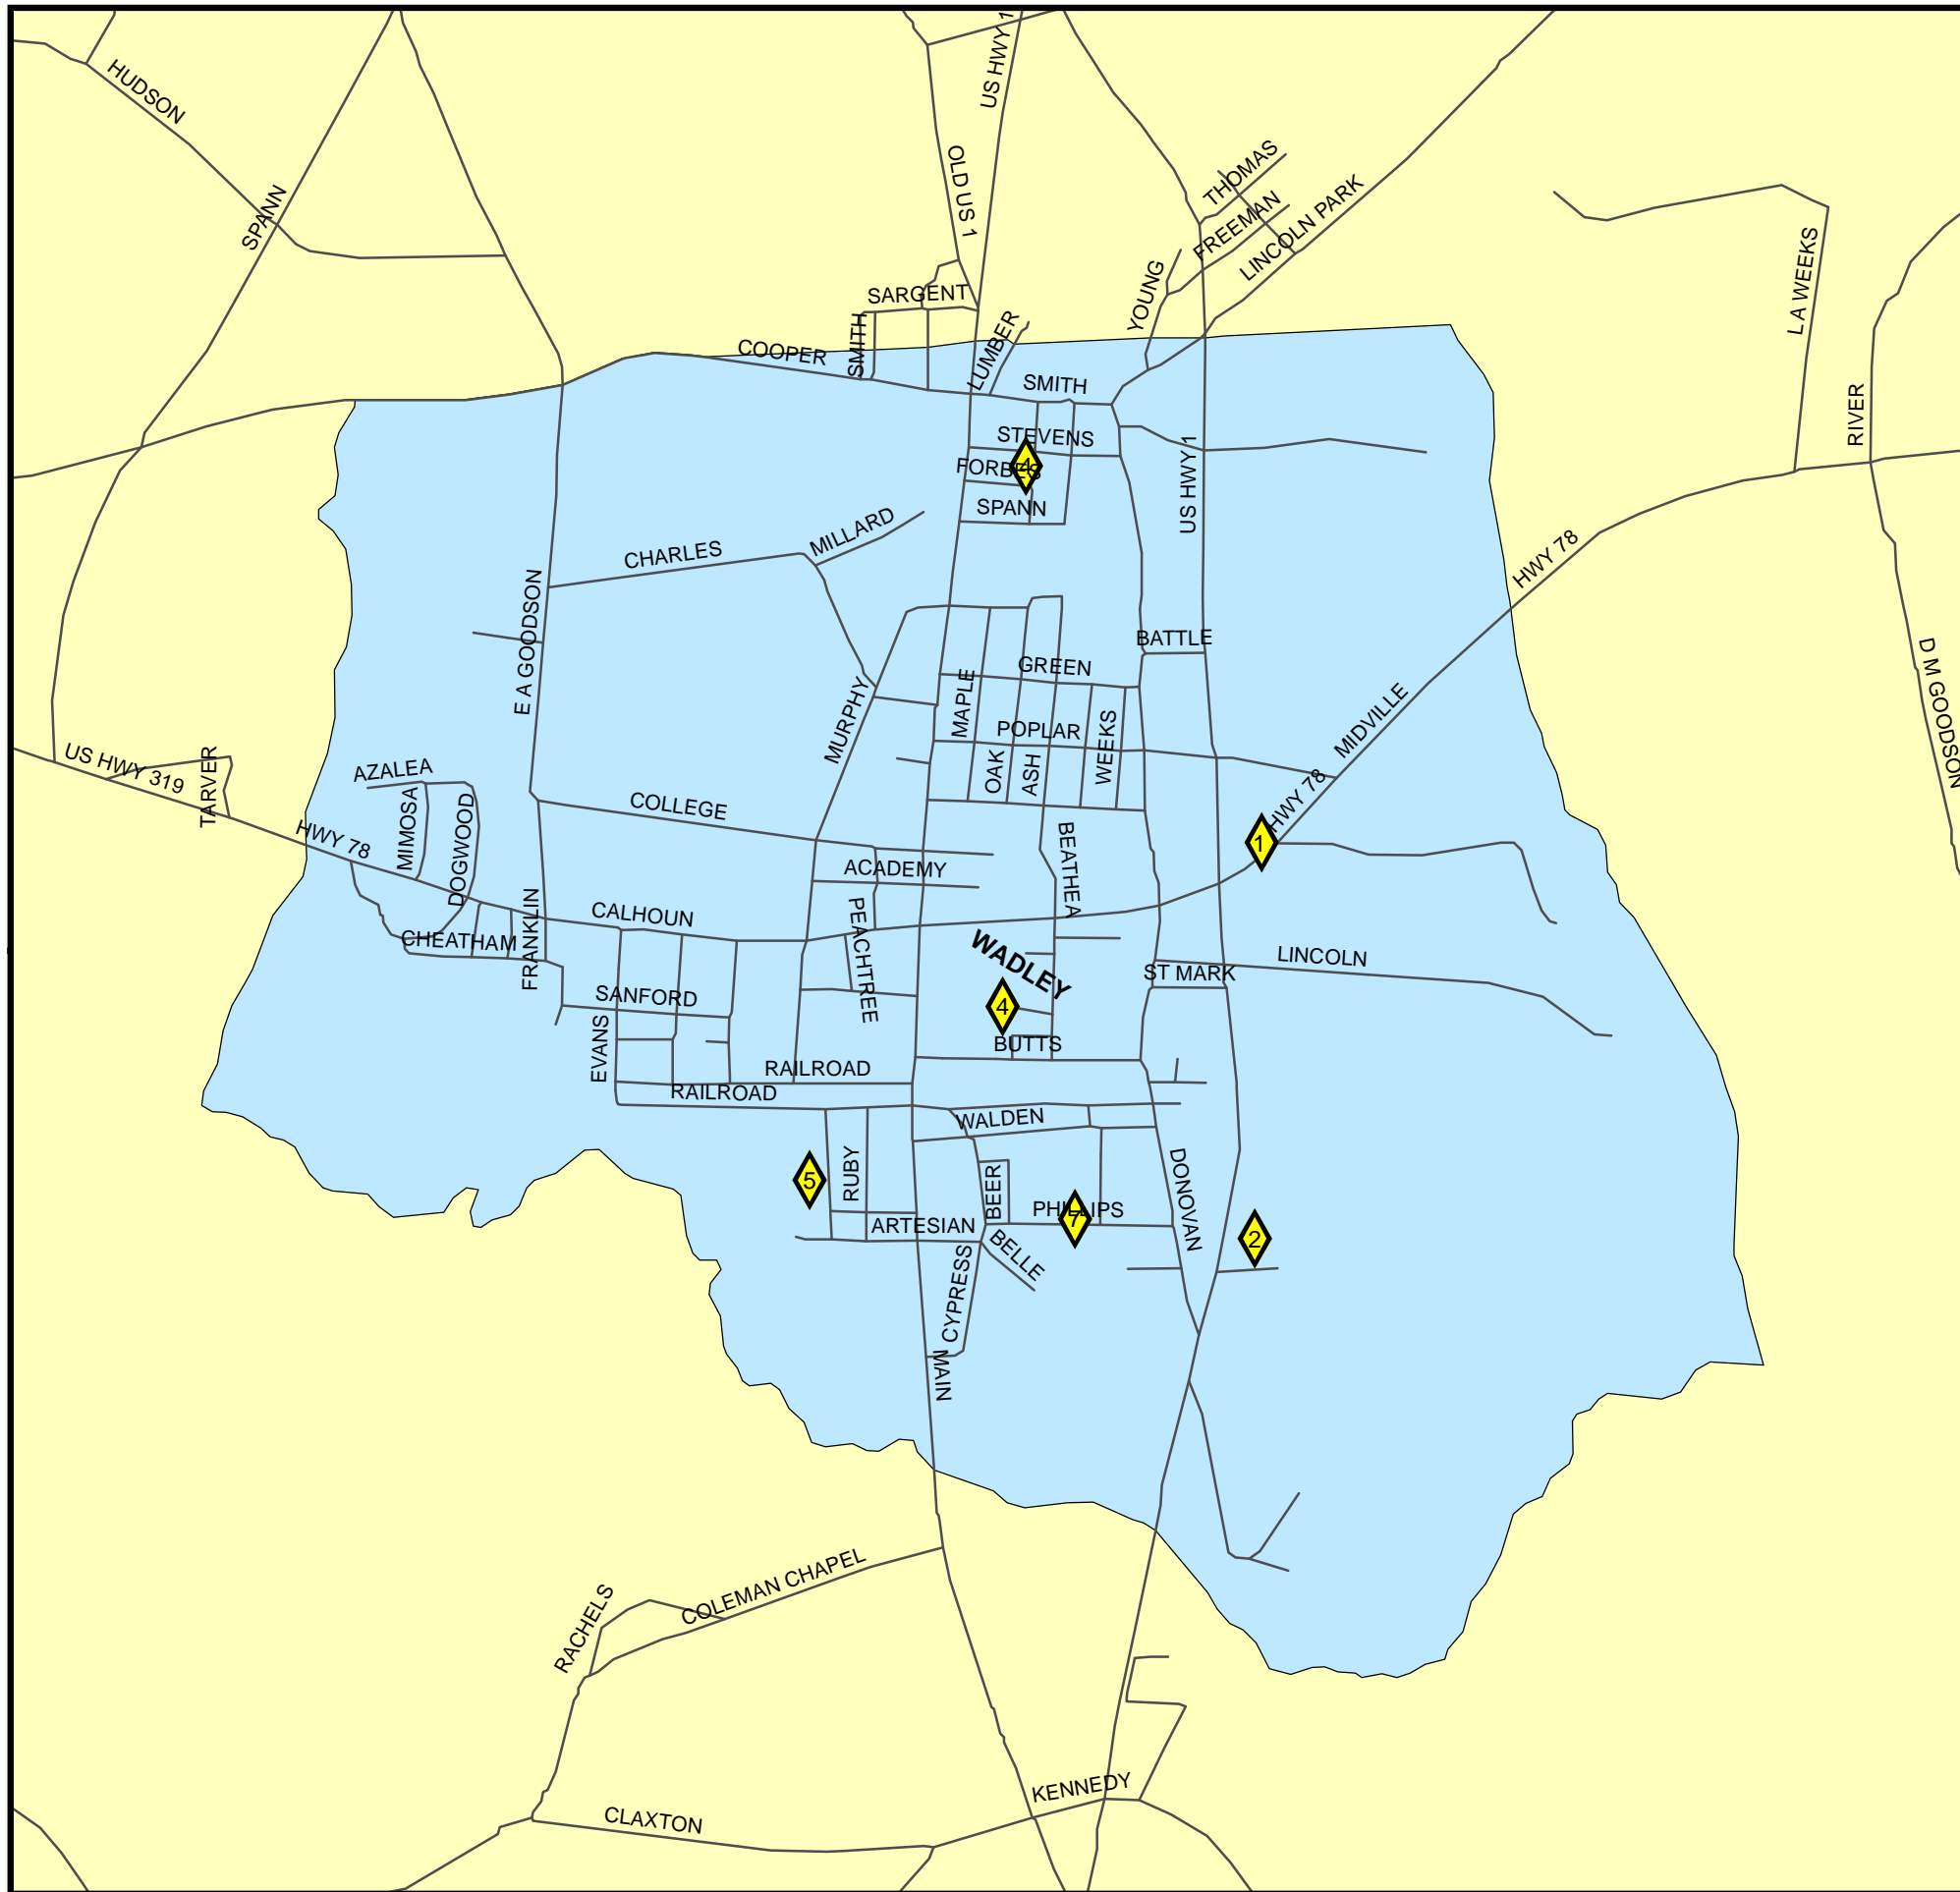 US HWY 1
HUDSON
OLD US 1
THOMAS
FREEMAN
LINCOLN PARK
SPANN
YOUNG
LA WEEKS
SARGENT
SMITH
LUMBER
COOPER
SMITH
RIVER
STEVENS
FORBES
4
US HWY 1
SPANN
MILLARD
CHARLES
HWY 78
E A GOODSON
BATTLE
GREEN
MAPLE
MURPHY
POPLAR
WEEKS
MIDVILLE
D M GOODSON
US HWY 319
TARVER
AZALEA
OAK
ASH
HWY 78
MIMOSA
DOGWOOD
COLLEGE
HWY 78
1
BEATHEA
ACADEMY
CALHOUN
PEACHTREE
FRANKLIN
CHEATHAM
WADLEY
LINCOLN
ST MARK
SANFORD
4
EVANS
BUTTS
RAILROAD
RAILROAD
WALDEN
5
RUBY
BEER
DONOVAN
PHILLIPS
7
ARTESIAN
2
BELLE
CYPRESS
MAIN
COLEMAN CHAPEL
RACHELS
KENNEDY
CLAXTON